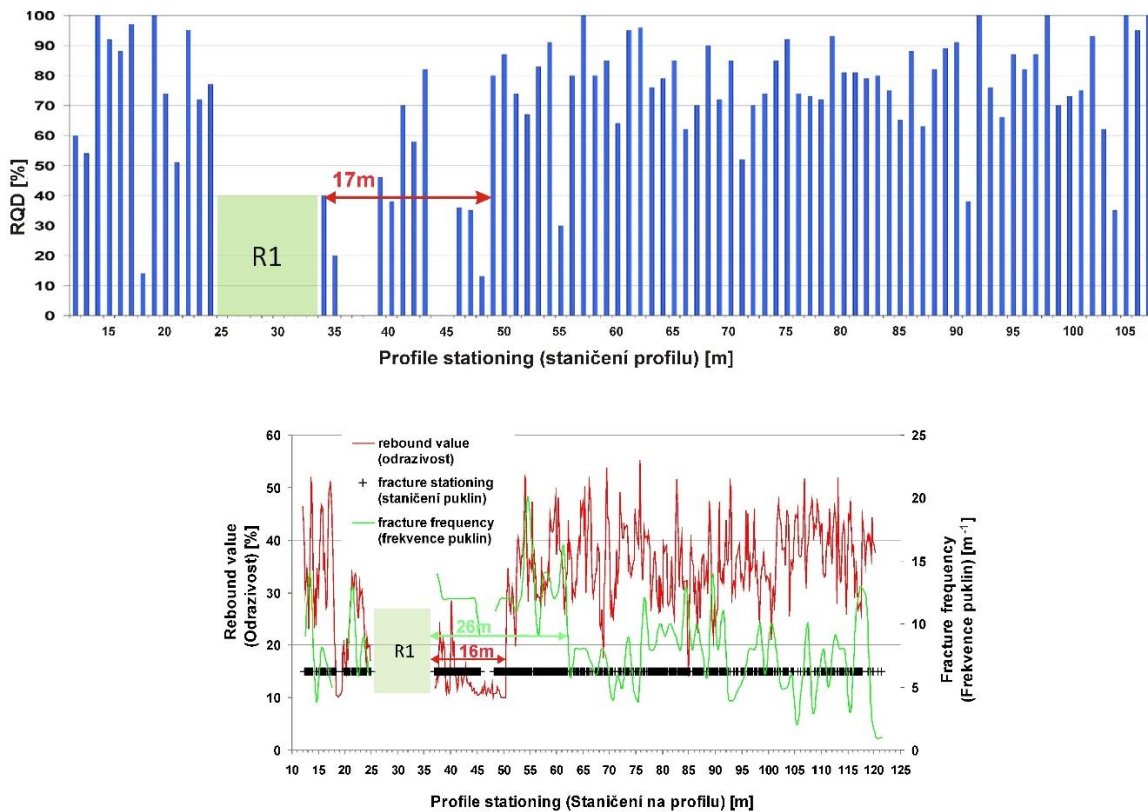 100
90
80
70
60
50
40
30
20
10
0
RQD [%]
17m
R1
15 20 25 30 35 40 45 50 55 60 65 70 75 80 85 90 95 100 105
Profile stationing (staničení profilu) [m]
60
50
40
30
20
10
0
Rebound value
(Odrazivost) [%]
rebound value
(odrazivost)
fracture stationing
(staničení puklin)
fracture frequency
(frekvence puklin)
R1
26m
16m
25
20
15
10
5
0
Fracture frequency
(Frekvence puklin) [m⁻¹]
10 15 20 25 30 35 40 45 50 55 60 65 70 75 80 85 90 95 100 105 110 115 120 125
Profile stationing (Staničení na profilu) [m]